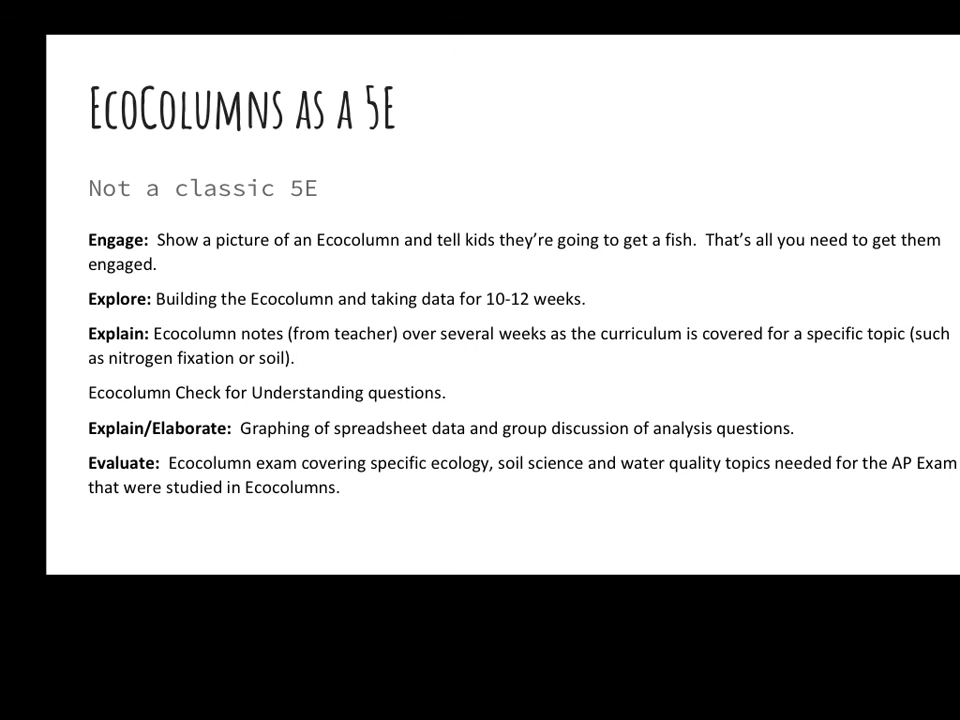 EcoColumns as a 5E
Not a classic 5E
Engage:  Show a picture of an Ecocolumn and tell kids they’re going to get a fish.  That’s all you need to get them
engaged.
Explore: Building the Ecocolumn and taking data for 10-12 weeks.
Explain: Ecocolumn notes (from teacher) over several weeks as the curriculum is covered for a specific topic (such
as nitrogen fixation or soil).
Ecocolumn Check for Understanding questions.
Explain/Elaborate:  Graphing of spreadsheet data and group discussion of analysis questions.
Evaluate:  Ecocolumn exam covering specific ecology, soil science and water quality topics needed for the AP Exam
that were studied in Ecocolumns.